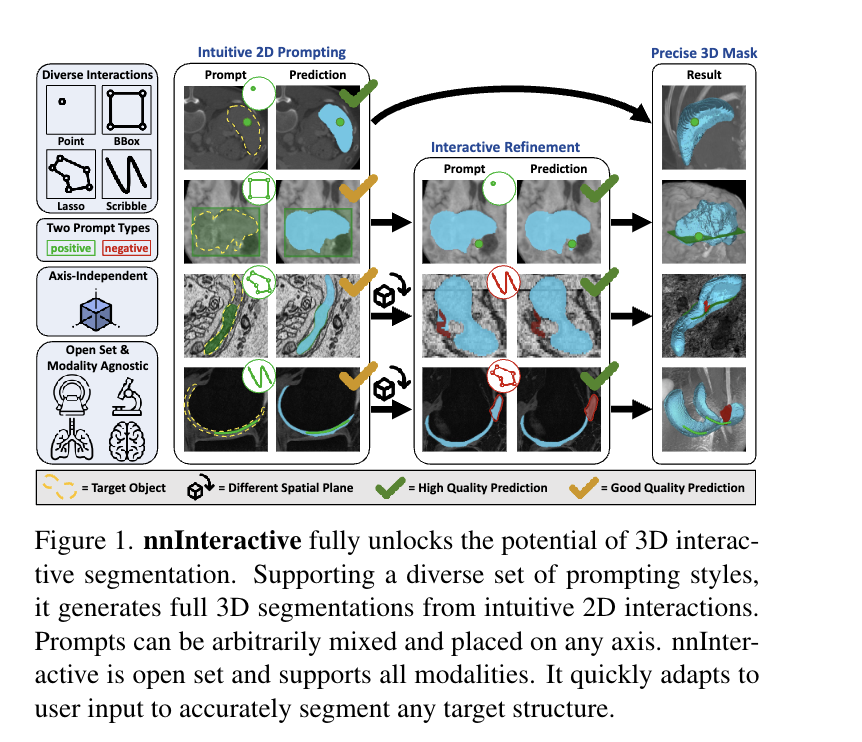 Intuitive 2D Prompting
Precise 3D Mask
Diverse Interactions
Point
BBox
Lasso
Scribble
Two Prompt Types
positive
negative
Axis-Independent
Open Set &
Modality Agnostic
Prompt
Prediction
Interactive Refinement
Prompt
Prediction
Result
= Target Object
= Different Spatial Plane
= High Quality Prediction
= Good Quality Prediction
Figure 1. nnInteractive fully unlocks the potential of 3D interac-
tive segmentation. Supporting a diverse set of prompting styles,
it generates full 3D segmentations from intuitive 2D interactions.
Prompts can be arbitrarily mixed and placed on any axis. nnInter-
active is open set and supports all modalities. It quickly adapts to
user input to accurately segment any target structure.